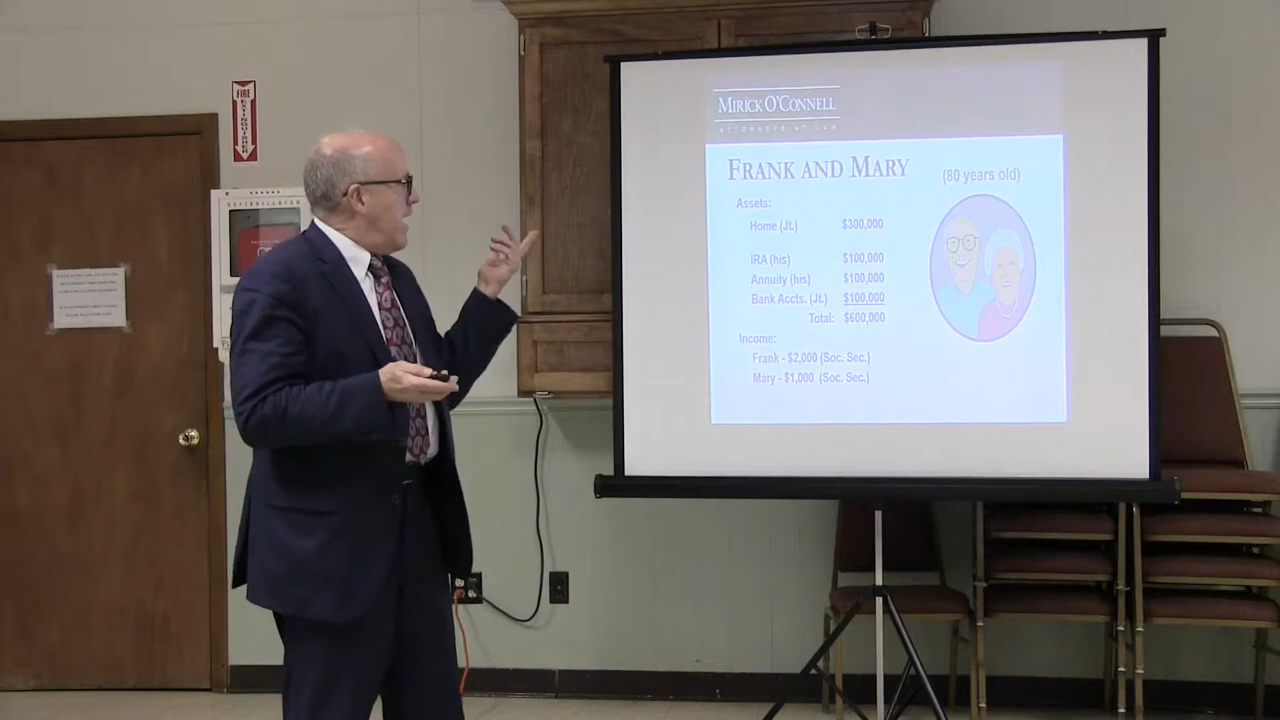 FIRE
EXTINGUISHER
DEFIBRILLATOR
MIRICK O'CONNELL
ATTORNEYS AT LAW
FRANK AND MARY (80 years old)
Assets:
Home (Jt.) $300,000
IRA (his) $100,000
Annuity (his) $100,000
Bank Accts. (Jt.) $100,000
Total: $600,000
Income:
Frank - $2,000 (Soc. Sec.)
Mary - $1,000 (Soc. Sec.)